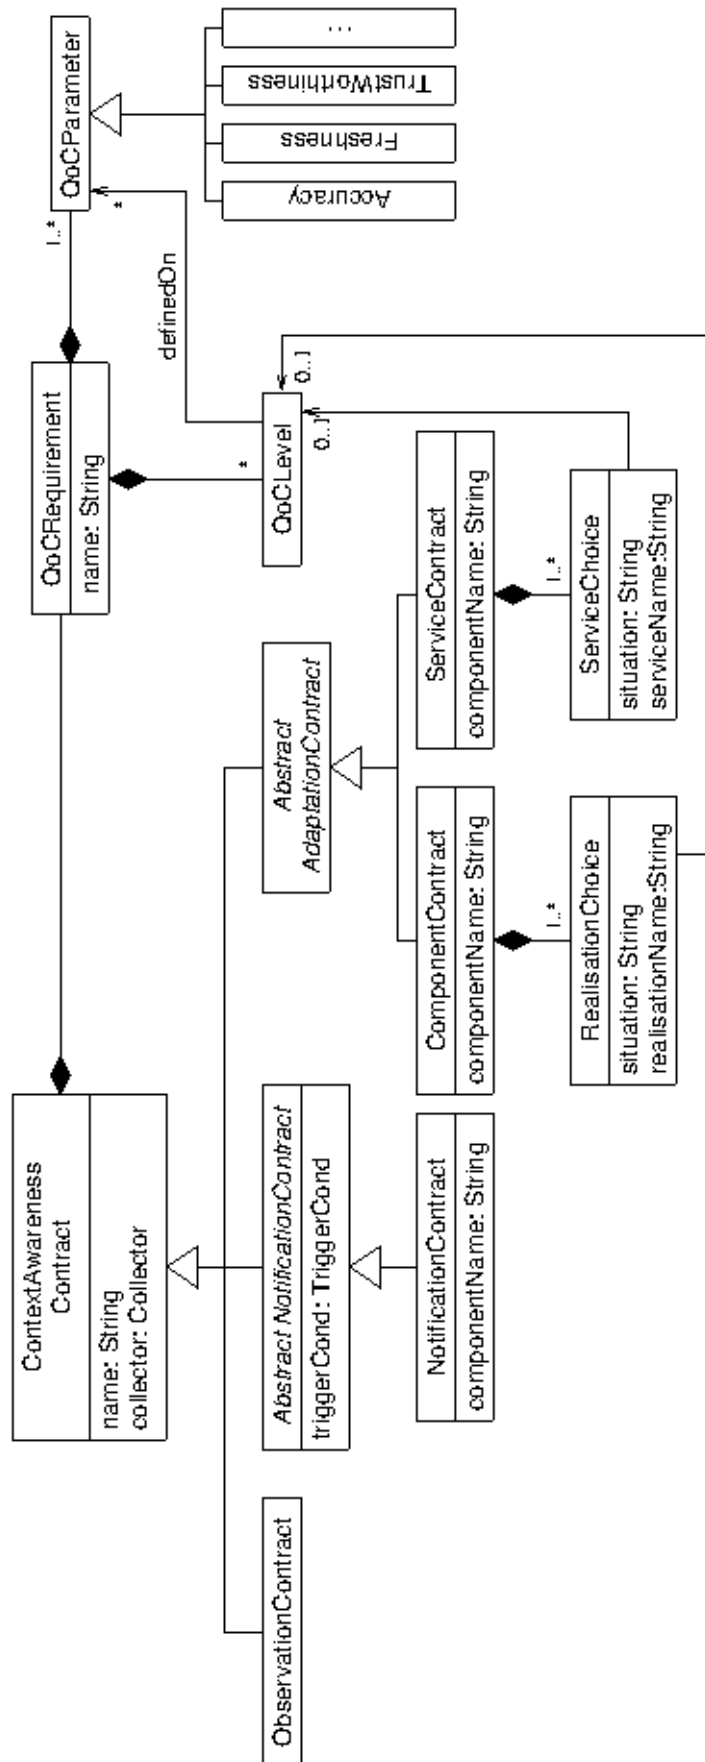 ContextAwareness
Contract
name: String
collector: Collector
QoCRequirement
name: String
1..*
QoCParameter
*
definedOn
*
QoCLevel
0..1
0..1
Accuracy
Freshness
TrustWorthiness
...
ObservationContract
Abstract NotificationContract
triggerCond: TriggerCond
Abstract
AdaptationContract
NotificationContract
componentName: String
ComponentContract
componentName: String
ServiceContract
componentName: String
1..*
1..*
RealisationChoice
situation: String
realisationName:String
ServiceChoice
situation: String
serviceName:String